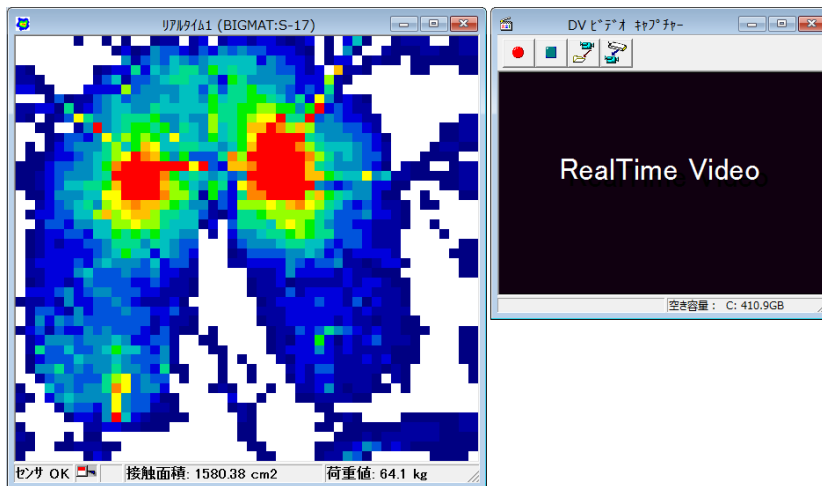 ﾘｱﾙﾀｲﾑ1 (BIGMAT:S-17)
DV ﾋﾞﾃﾞｵ ｷｬﾌﾟﾁｬｰ
RealTime Video
空き容量： C: 410.9GB
ｾﾝｻ OK 接触面積: 1580.38 cm2 荷重値: 64.1 kg